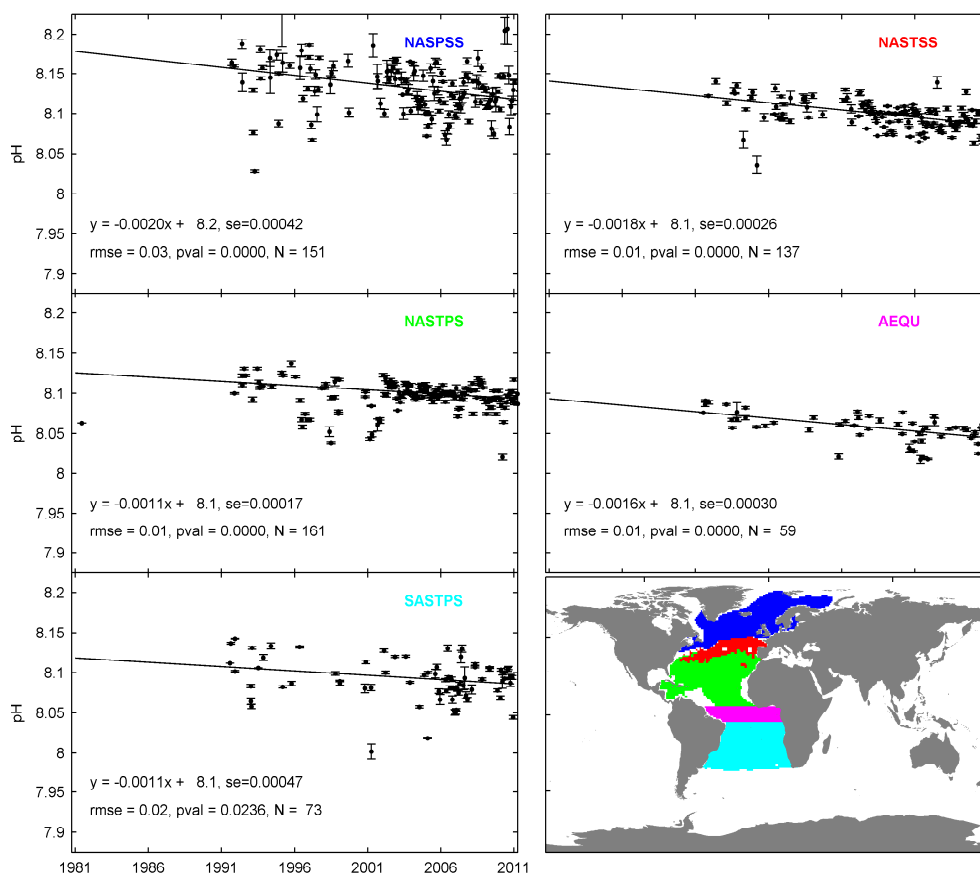 8.2
8.15
8.1
8.05
8
7.95
7.9
pH
NASPSS
y = -0.0020x + 8.2, se=0.00042
rmse = 0.03, pval = 0.0000, N = 151
NASTSS
y = -0.0018x + 8.1, se=0.00026
rmse = 0.01, pval = 0.0000, N = 137
8.2
8.15
8.1
8.05
8
7.95
7.9
pH
NASTPS
y = -0.0011x + 8.1, se=0.00017
rmse = 0.01, pval = 0.0000, N = 161
AEQU
y = -0.0016x + 8.1, se=0.00030
rmse = 0.01, pval = 0.0000, N = 59
8.2
8.15
8.1
8.05
8
7.95
7.9
pH
SASTPS
y = -0.0011x + 8.1, se=0.00047
rmse = 0.02, pval = 0.0236, N = 73
1981 1986 1991 1996 2001 2006 2011